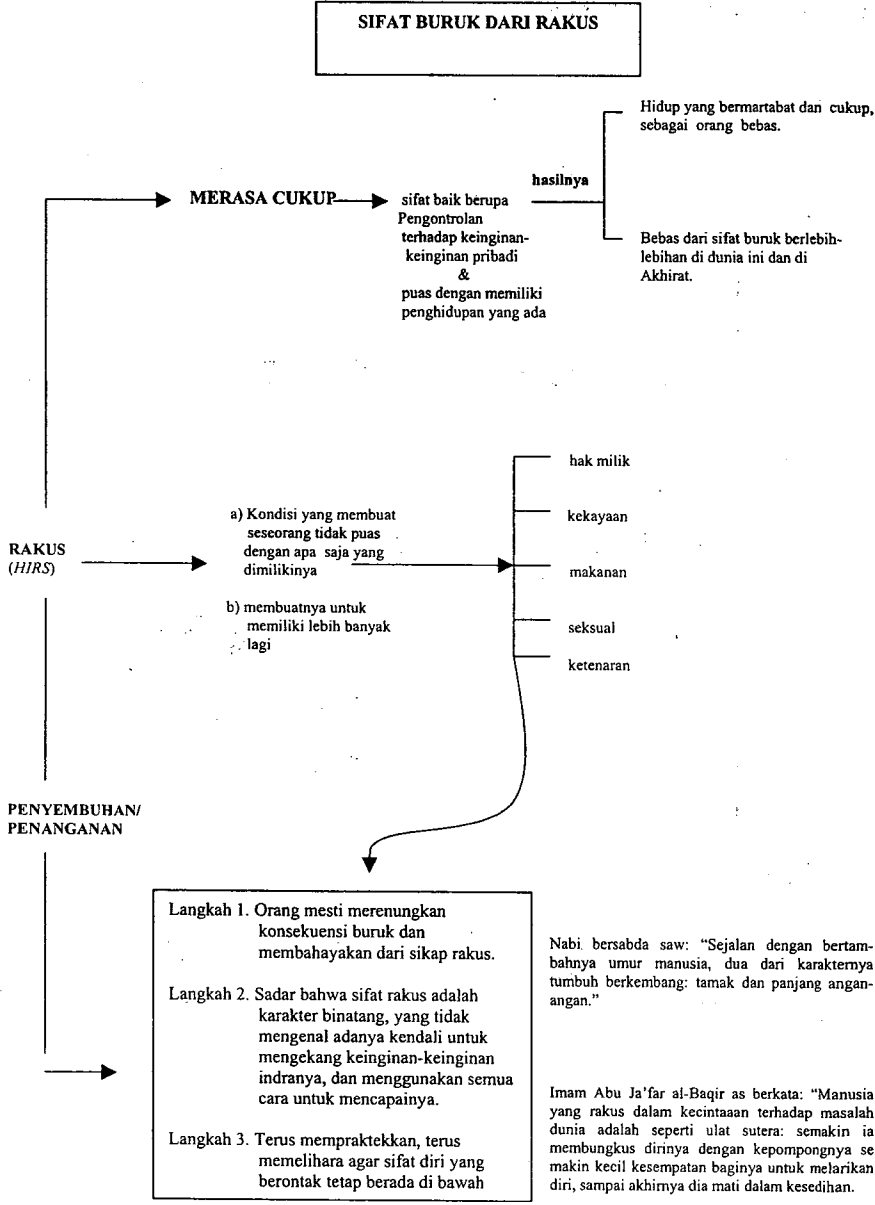 SIFAT BURUK DARI RAKUS
Hidup yang bermartabat dan cukup,
sebagai orang bebas.
hasilnya
MERASA CUKUP
sifat baik berupa
Pengontrolan
terhadap keinginan-
keinginan pribadi
&
puas dengan memiliki
penghidupan yang ada
Bebas dari sifat buruk berlebih-
lebihan di dunia ini dan di
Akhirat.
RAKUS
(HIRS)
a) Kondisi yang membuat
seseorang tidak puas
dengan apa saja yang
dimilikinya
b) membuatnya untuk
memiliki lebih banyak
lagi
hak milik
kekayaan
makanan
seksual
ketenaran
PENYEMBUHAN/
PENANGANAN
Langkah 1. Orang mesti merenungkan
konsekuensi buruk dan
membahayakan dari sikap rakus.
Langkah 2. Sadar bahwa sifat rakus adalah
karakter binatang, yang tidak
mengenal adanya kendali untuk
mengekang keinginan-keinginan
indranya, dan menggunakan semua
cara untuk mencapainya.
Langkah 3. Terus mempraktekkan, terus
memelihara agar sifat diri yang
berontak tetap berada di bawah
Nabi bersabda saw: “Sejalan dengan bertam-
bahnya umur manusia, dua dari karakternya
tumbuh berkembang: tamak dan panjang angan-
angan.”
Imam Abu Ja’far al-Baqir as berkata: “Manusia
yang rakus dalam kecintaaan terhadap masalah
dunia adalah seperti ulat sutera: semakin ia
membungkus dirinya dengan kepompongnya se
makin kecil kesempatan baginya untuk melarikan
diri, sampai akhirnya dia mati dalam kesedihan.